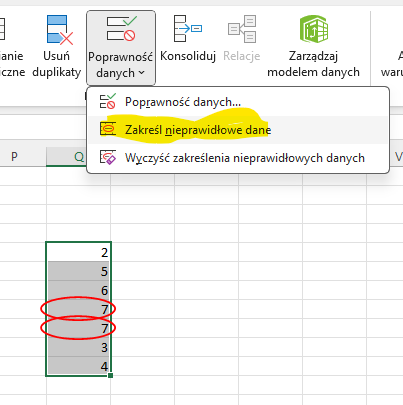 ianie Usuń Poprawność Konsoliduj Relacje Zarządzaj A
czne duplikaty danych modelem danych waru
Poprawność danych...
Zakreśl nieprawidłowe dane
Wyczyść zakreślenia nieprawidłowych danych
P Q V
2
5
6
7
7
3
4